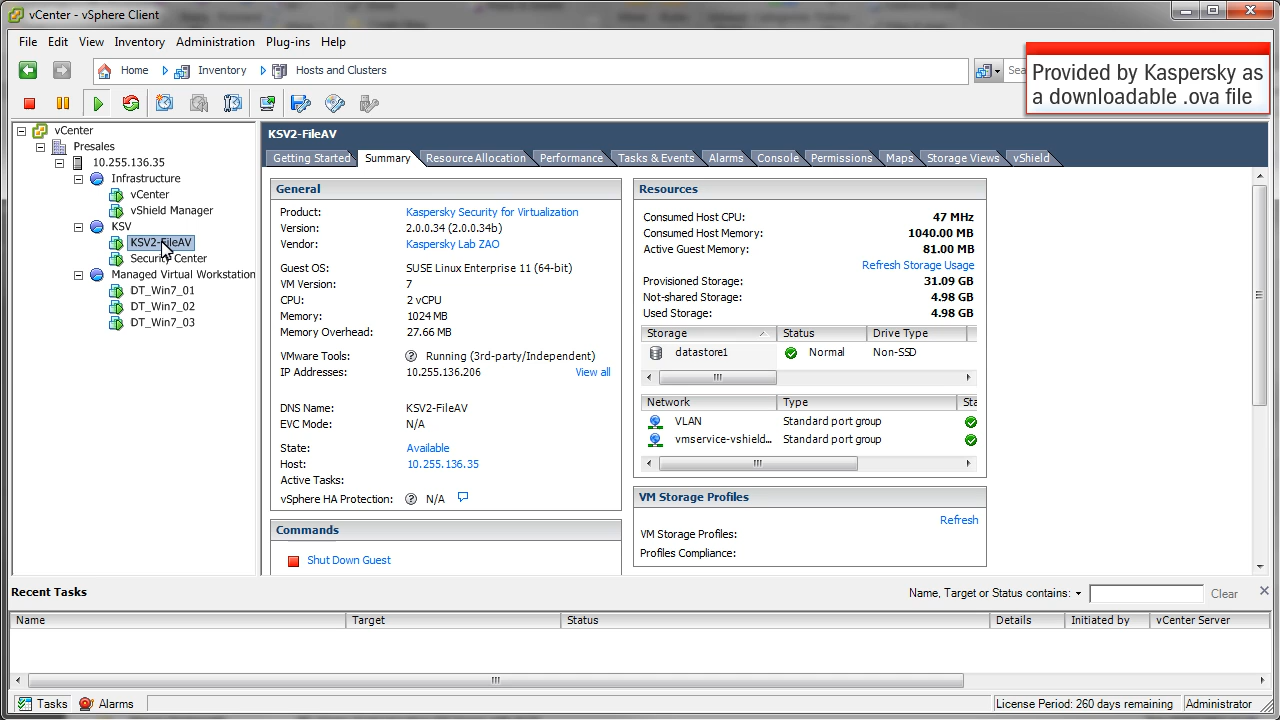 vCenter - vSphere Client
File Edit View Inventory Administration Plug-ins Help
Home Inventory Hosts and Clusters Sea
Provided by Kaspersky as
a downloadable .ova file
vCenter
Presales
10.255.136.35
Infrastructure
vCenter
vShield Manager
KSV
KSV2-FileAV
Security Center
Managed Virtual Workstation
DT_Win7_01
DT_Win7_02
DT_Win7_03
KSV2-FileAV
Getting Started Summary Resource Allocation Performance Tasks & Events Alarms Console Permissions Maps Storage Views vShield
General
Product: Kaspersky Security for Virtualization
Version: 2.0.0.34 (2.0.0.34b)
Vendor: Kaspersky Lab ZAO
Guest OS: SUSE Linux Enterprise 11 (64-bit)
VM Version: 7
CPU: 2 vCPU
Memory: 1024 MB
Memory Overhead: 27.66 MB
VMware Tools: Running (3rd-party/Independent)
IP Addresses: 10.255.136.206 View all
DNS Name: KSV2-FileAV
EVC Mode: N/A
State: Available
Host: 10.255.136.35
Active Tasks:
vSphere HA Protection: N/A
Commands
Shut Down Guest
Resources
Consumed Host CPU: 47 MHz
Consumed Host Memory: 1040.00 MB
Active Guest Memory: 81.00 MB
Refresh Storage Usage
Provisioned Storage: 31.09 GB
Not-shared Storage: 4.98 GB
Used Storage: 4.98 GB
Storage Status Drive Type
datastore1 Normal Non-SSD
Network Type Sta
VLAN Standard port group
vmservice-vshield... Standard port group
VM Storage Profiles
Refresh
VM Storage Profiles:
Profiles Compliance:
Recent Tasks
Name, Target or Status contains: Clear
Name Target Status Details Initiated by vCenter Server
Tasks Alarms License Period: 260 days remaining Administrator